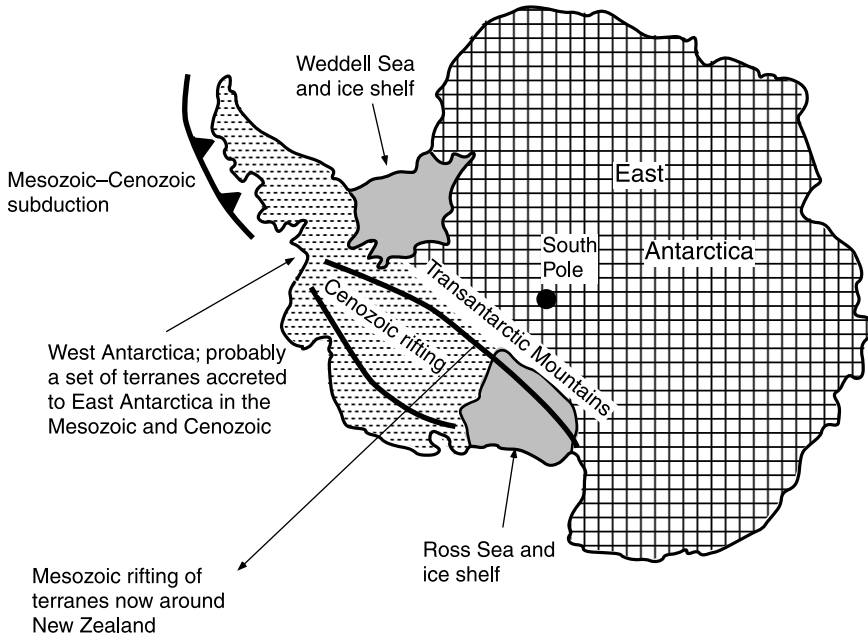 Weddell Sea
and ice shelf
Mesozoic–Cenozoic
subduction
East
Antarctica
South
Pole
Transantarctic Mountains
Cenozoic rifting
West Antarctica; probably
a set of terranes accreted
to East Antarctica in the
Mesozoic and Cenozoic
Ross Sea and
ice shelf
Mesozoic rifting of
terranes now around
New Zealand